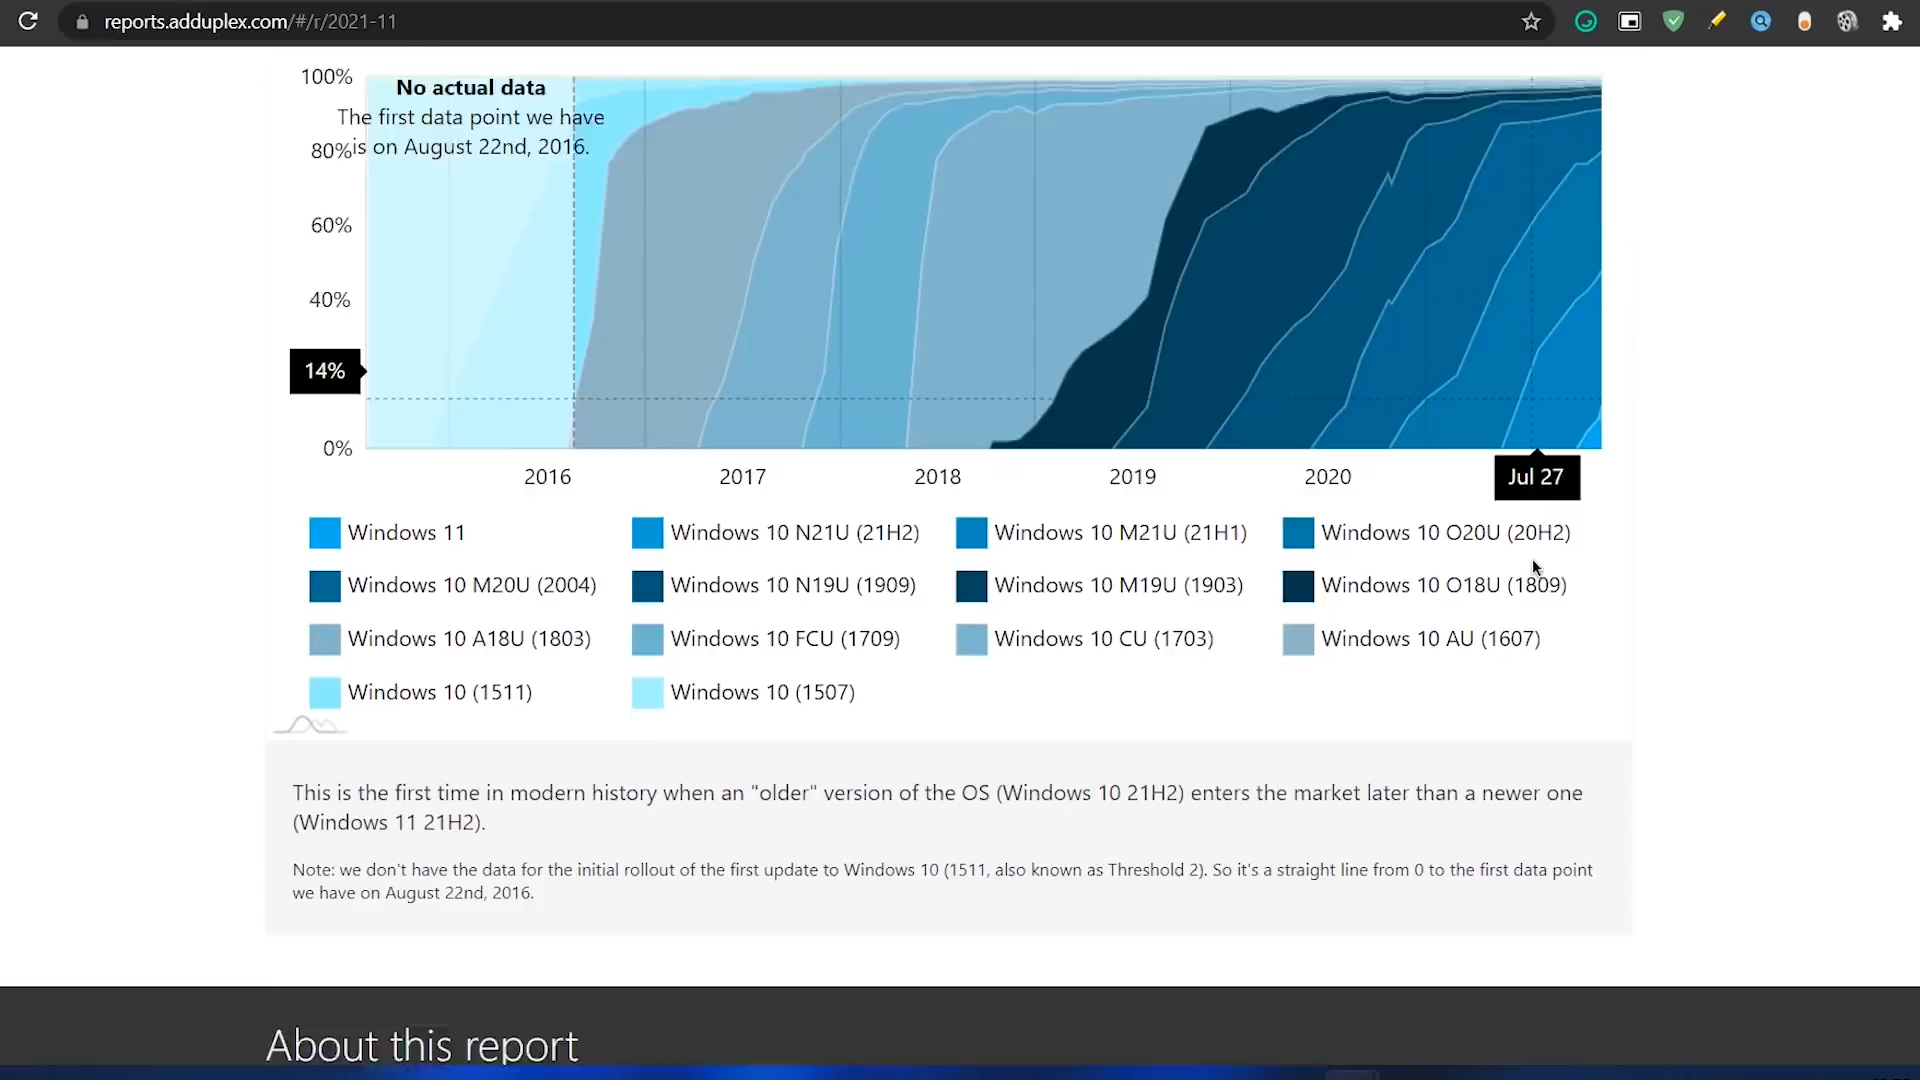 reports.adduplex.com/#/r/2021-11
100%
No actual data
The first data point we have
80%
is on August 22nd, 2016.
60%
40%
14%
0%
2016 2017 2018 2019 2020 Jul 27
Windows 11 Windows 10 N21U (21H2) Windows 10 M21U (21H1) Windows 10 O20U (20H2)
Windows 10 M20U (2004) Windows 10 N19U (1909) Windows 10 M19U (1903) Windows 10 O18U (1809)
Windows 10 A18U (1803) Windows 10 FCU (1709) Windows 10 CU (1703) Windows 10 AU (1607)
Windows 10 (1511) Windows 10 (1507)
This is the first time in modern history when an "older" version of the OS (Windows 10 21H2) enters the market later than a newer one
(Windows 11 21H2).
Note: we don't have the data for the initial rollout of the first update to Windows 10 (1511, also known as Threshold 2). So it's a straight line from 0 to the first data point
we have on August 22nd, 2016.
About this report